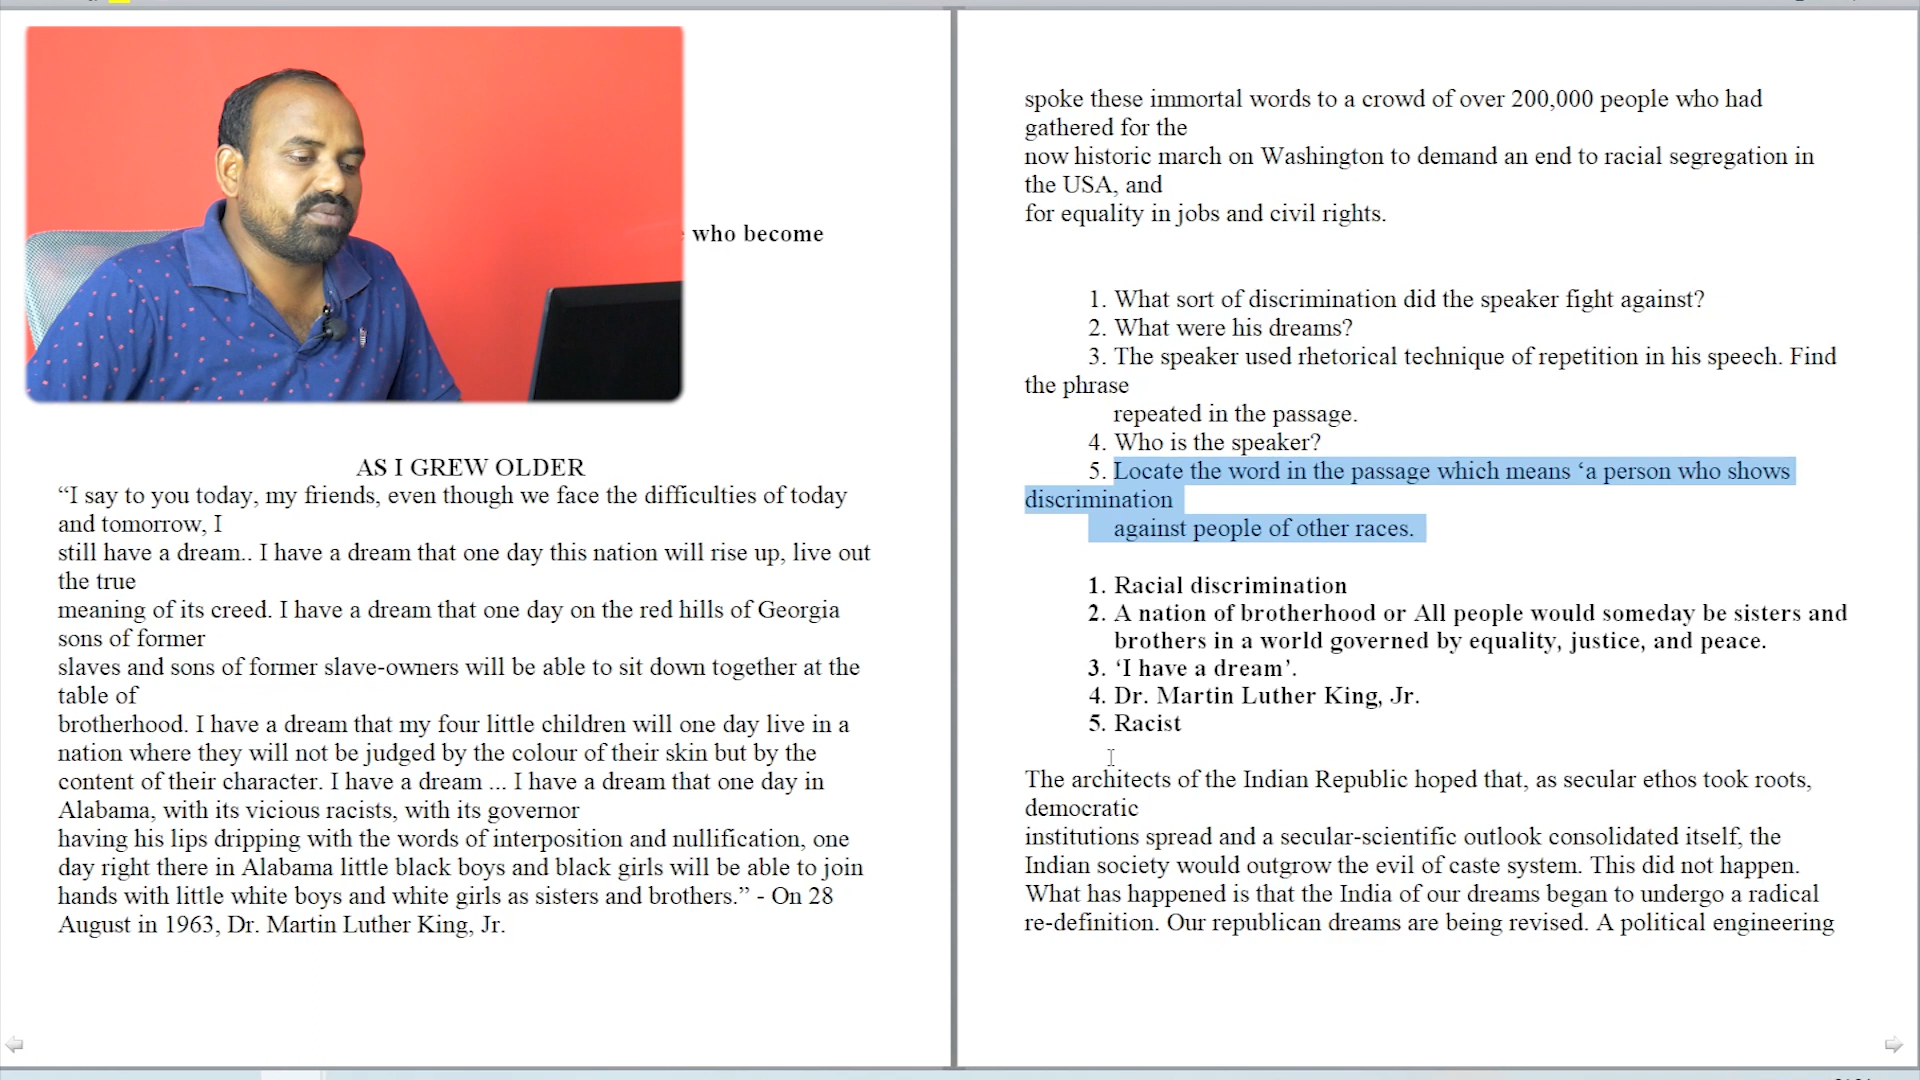 who become
AS I GREW OLDER
“I say to you today, my friends, even though we face the difficulties of today
and tomorrow, I
still have a dream.. I have a dream that one day this nation will rise up, live out
the true
meaning of its creed. I have a dream that one day on the red hills of Georgia
sons of former
slaves and sons of former slave-owners will be able to sit down together at the
table of
brotherhood. I have a dream that my four little children will one day live in a
nation where they will not be judged by the colour of their skin but by the
content of their character. I have a dream ... I have a dream that one day in
Alabama, with its vicious racists, with its governor
having his lips dripping with the words of interposition and nullification, one
day right there in Alabama little black boys and black girls will be able to join
hands with little white boys and white girls as sisters and brothers.” - On 28
August in 1963, Dr. Martin Luther King, Jr.
spoke these immortal words to a crowd of over 200,000 people who had
gathered for the
now historic march on Washington to demand an end to racial segregation in
the USA, and
for equality in jobs and civil rights.
1. What sort of discrimination did the speaker fight against?
2. What were his dreams?
3. The speaker used rhetorical technique of repetition in his speech. Find
the phrase
repeated in the passage.
4. Who is the speaker?
5. Locate the word in the passage which means ‘a person who shows
discrimination
against people of other races.
1. Racial discrimination
2. A nation of brotherhood or All people would someday be sisters and
brothers in a world governed by equality, justice, and peace.
3. ‘I have a dream’.
4. Dr. Martin Luther King, Jr.
5. Racist
The architects of the Indian Republic hoped that, as secular ethos took roots,
democratic
institutions spread and a secular-scientific outlook consolidated itself, the
Indian society would outgrow the evil of caste system. This did not happen.
What has happened is that the India of our dreams began to undergo a radical
re-definition. Our republican dreams are being revised. A political engineering